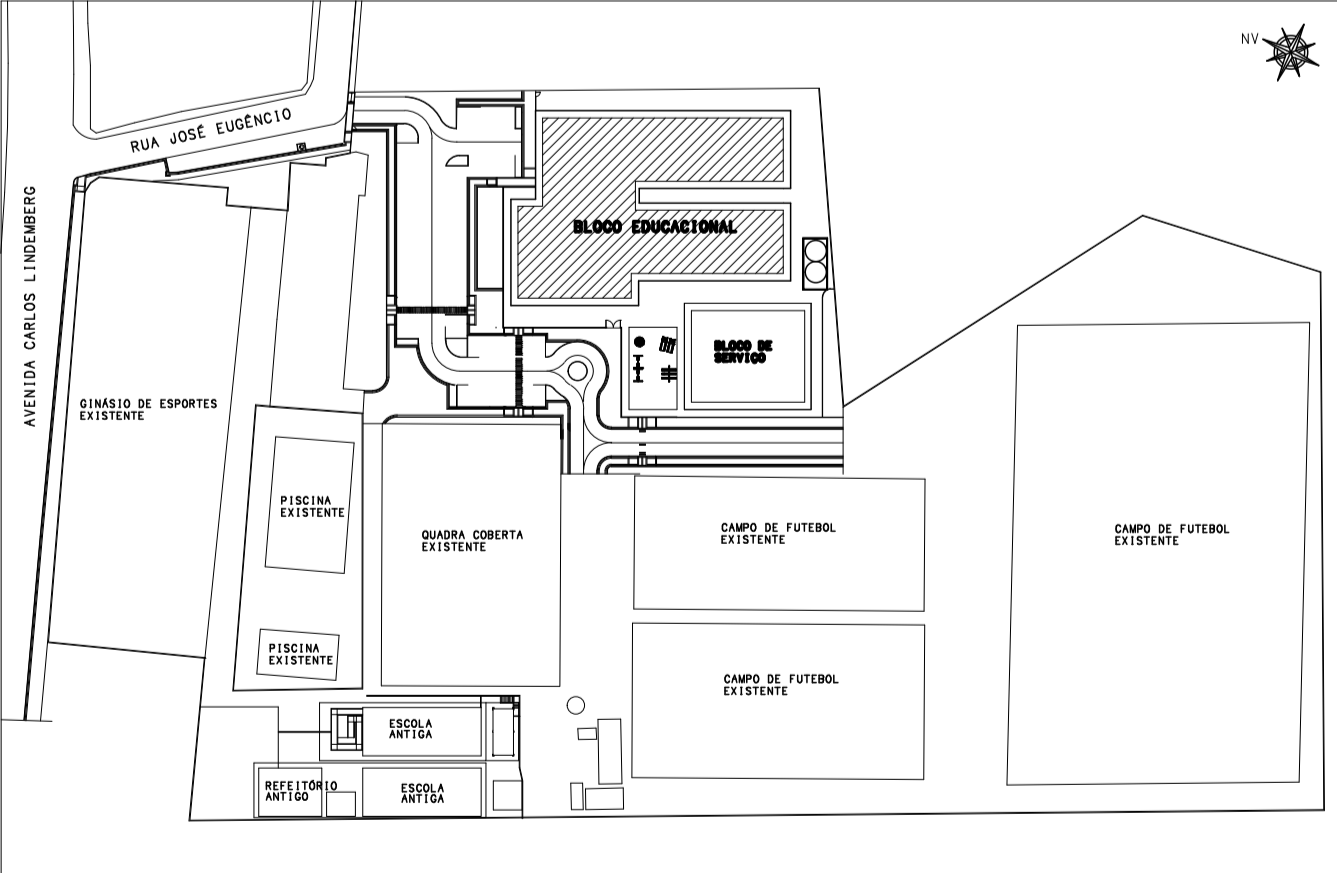 NV
RUA JOSÉ EUGÊNCIO
AVENIDA CARLOS LINDEMBERG
BLOCO EDUCACIONAL
BLOCO DE
SERVIÇO
GINÁSIO DE ESPORTES
EXISTENTE
PISCINA
EXISTENTE
QUADRA COBERTA
EXISTENTE
CAMPO DE FUTEBOL
EXISTENTE
CAMPO DE FUTEBOL
EXISTENTE
PISCINA
EXISTENTE
CAMPO DE FUTEBOL
EXISTENTE
ESCOLA
ANTIGA
REFEITÓRIO
ANTIGO
ESCOLA
ANTIGA